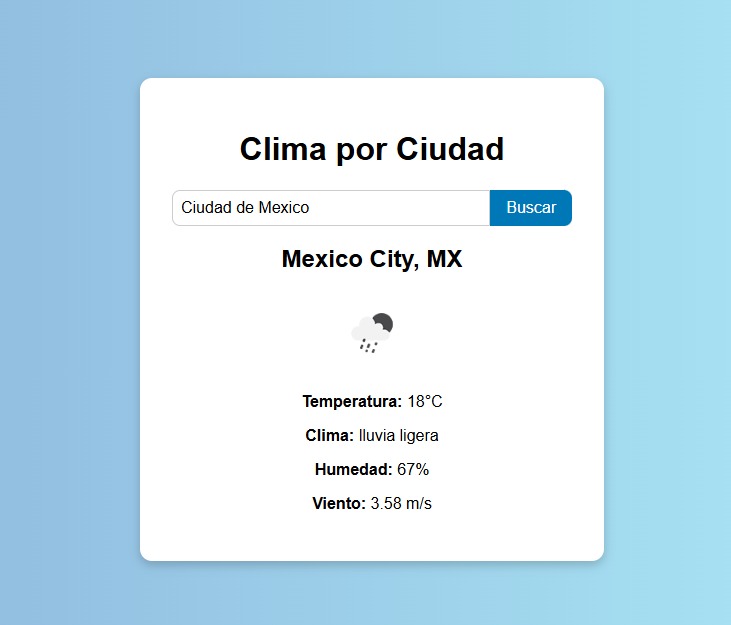 Clima por Ciudad
Ciudad de Mexico Buscar
Mexico City, MX
Temperatura: 18°C
Clima: lluvia ligera
Humedad: 67%
Viento: 3.58 m/s